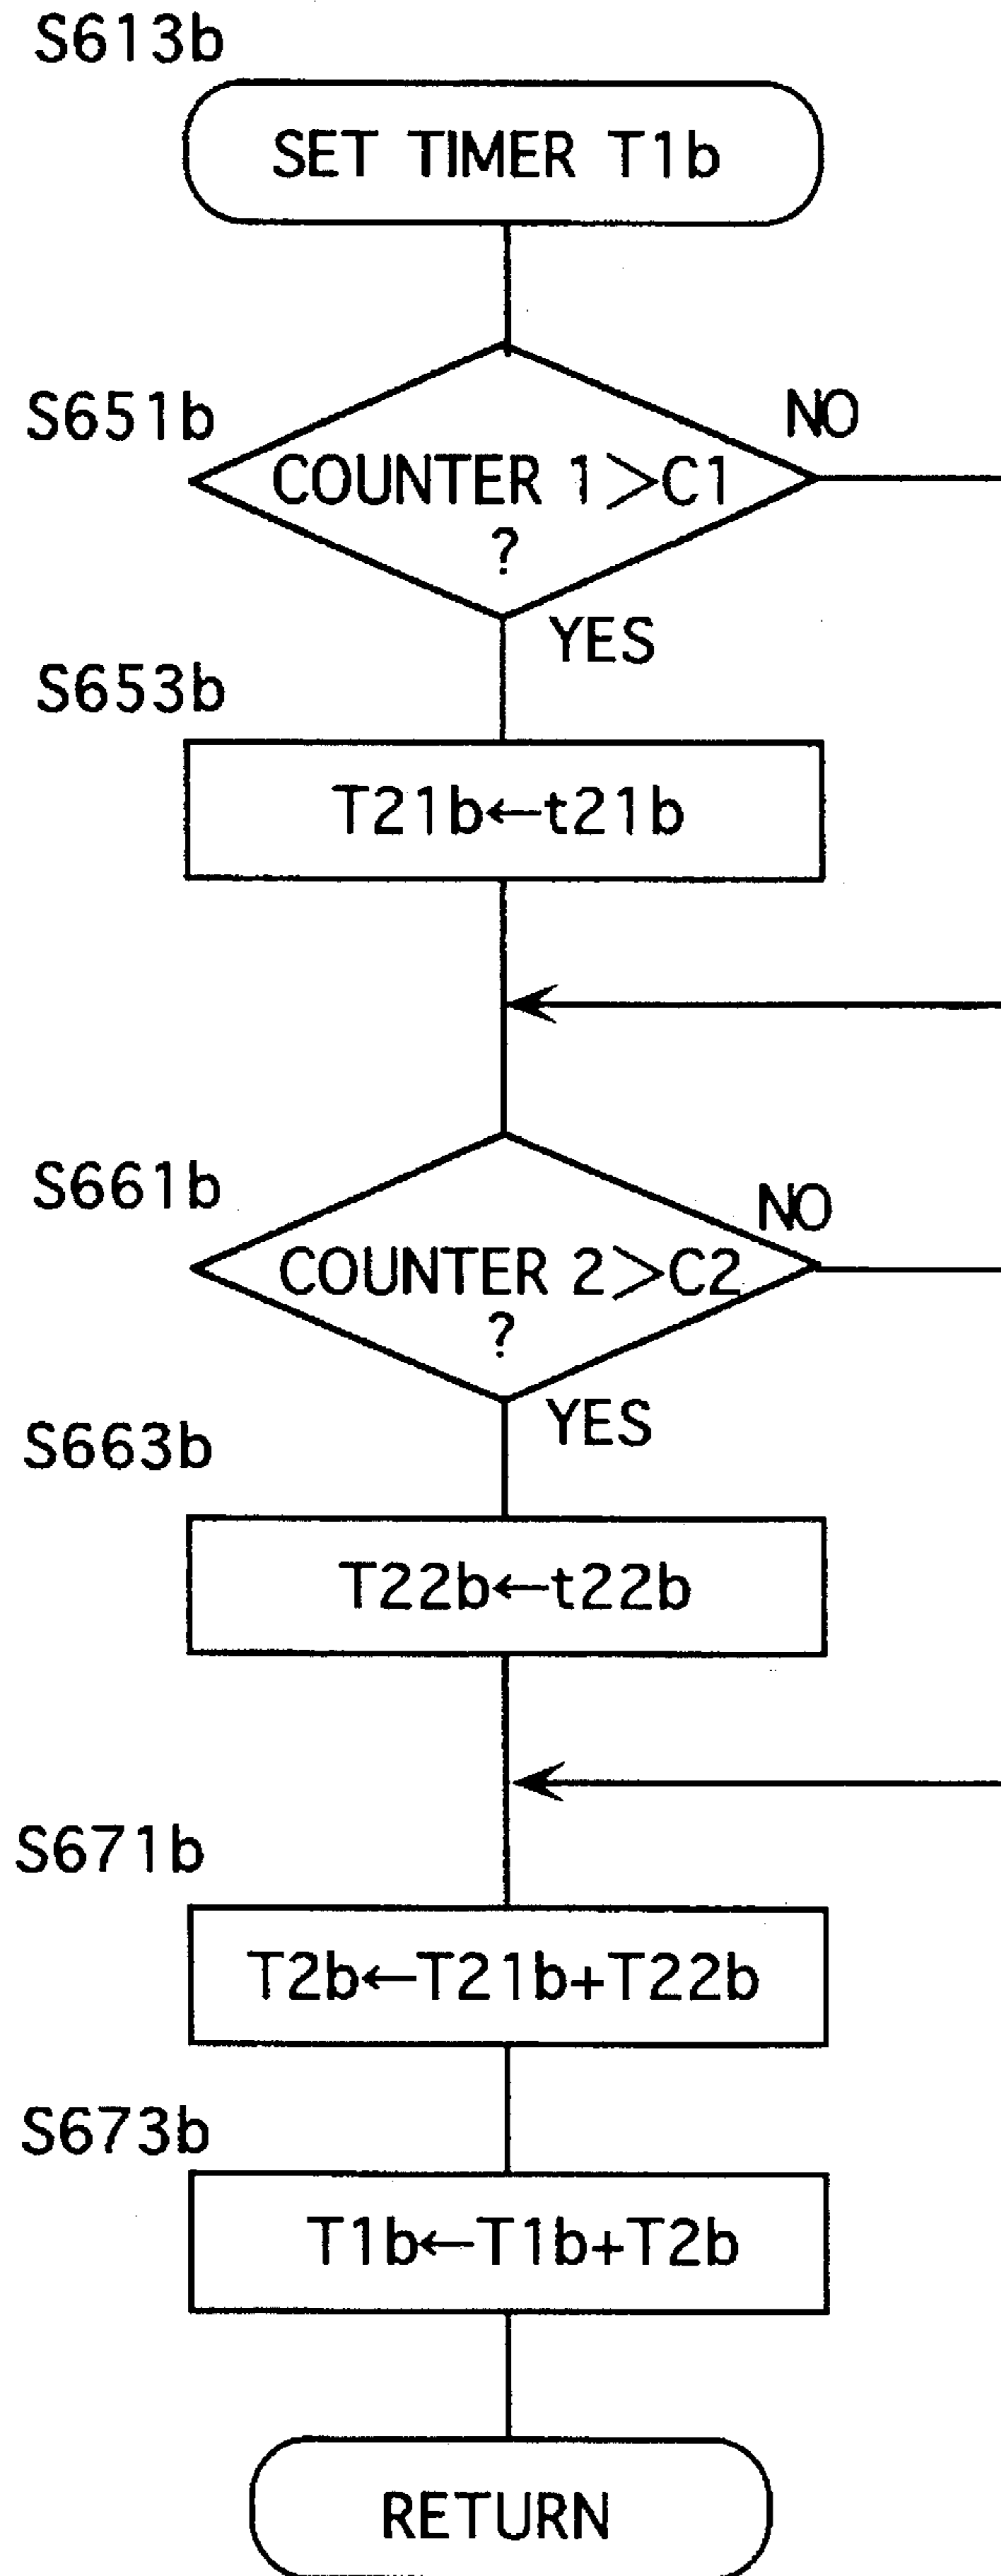 S613b
SET TIMER T1b
S651b
NO
COUNTER 1>C1
?
YES
S653b
T21b←t21b
S661b
NO
COUNTER 2>C2
?
YES
S663b
T22b←t22b
S671b
T2b←T21b+T22b
S673b
T1b←T1b+T2b
RETURN